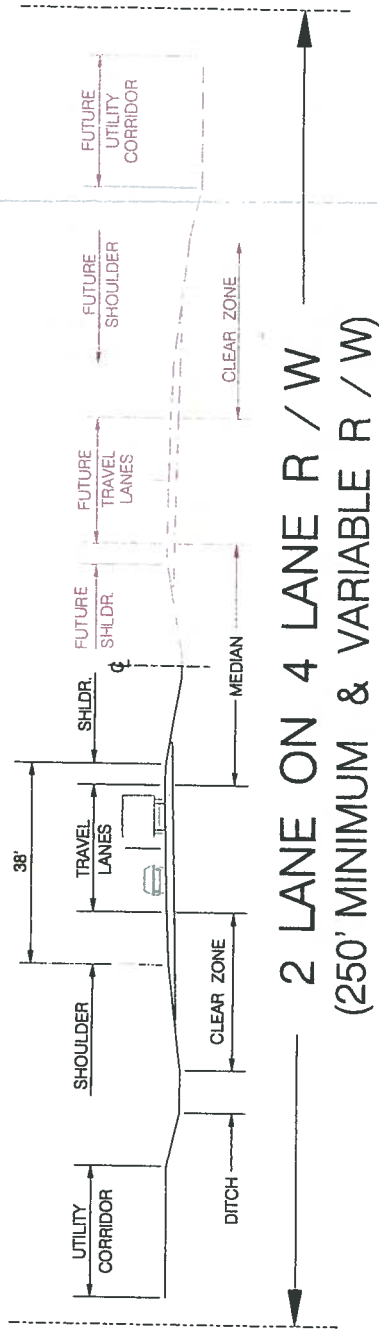 38'
UTILITY
CORRIDOR
SHOULDER
TRAVEL
LANES
SHLDR.
℄
FUTURE
SHLDR.
FUTURE
TRAVEL
LANES
FUTURE
SHOULDER
FUTURE
UTILITY
CORRIDOR
DITCH
CLEAR ZONE
MEDIAN
CLEAR ZONE
2 LANE ON 4 LANE R / W
(250' MINIMUM & VARIABLE R / W)